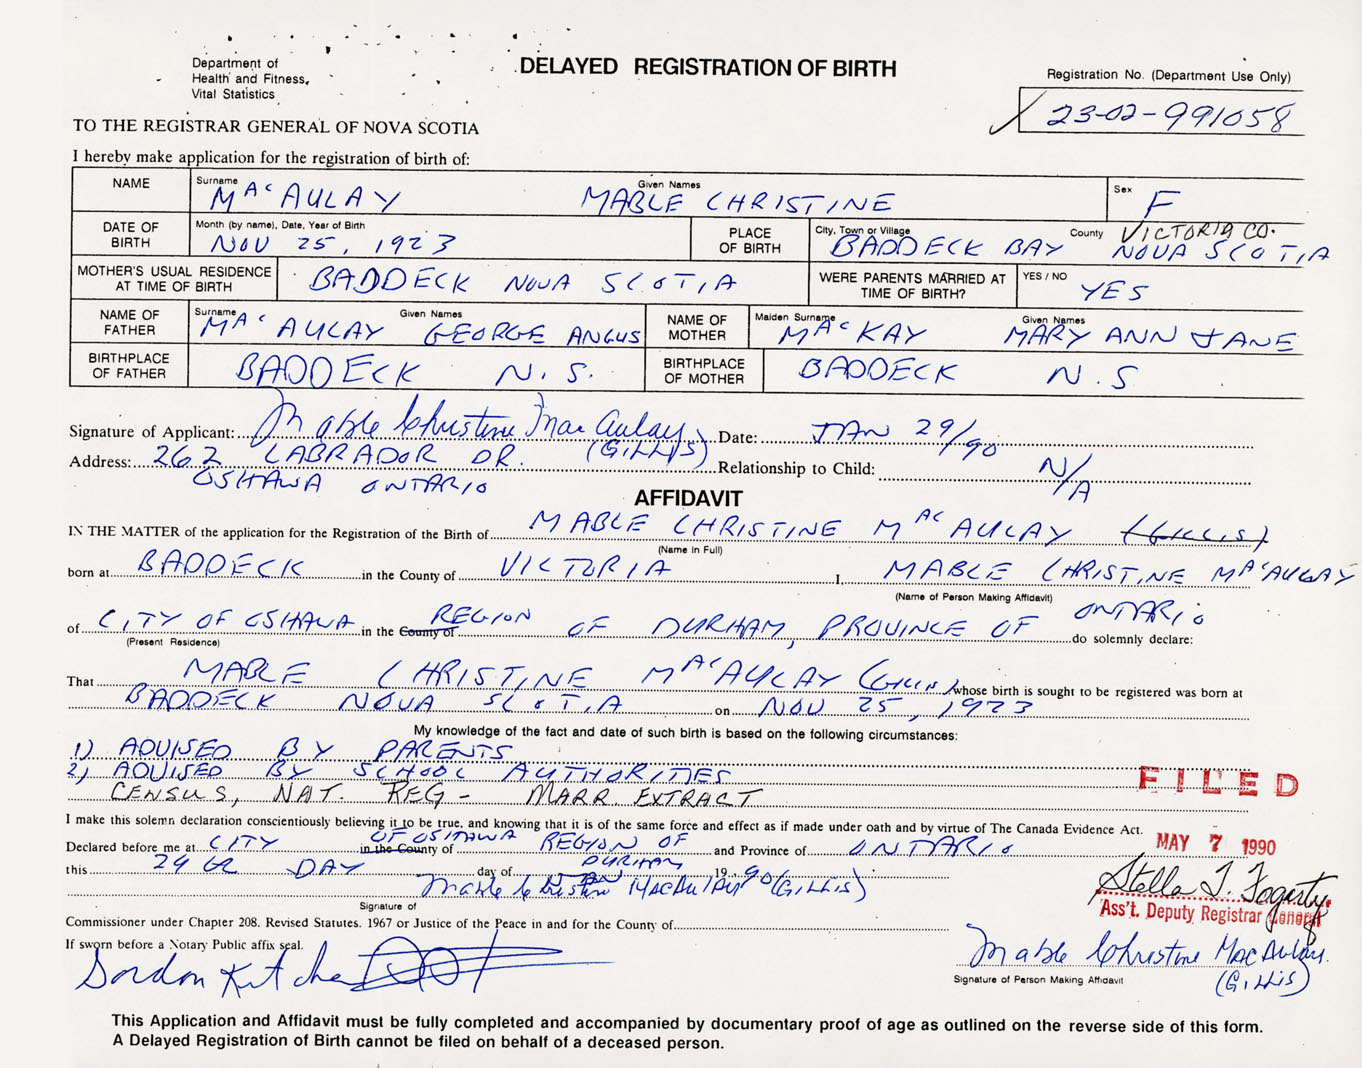 Department of
Health and Fitness,
Vital Statistics
DELAYED REGISTRATION OF BIRTH
Registration No. (Department Use Only)
23-02-991058
TO THE REGISTRAR GENERAL OF NOVA SCOTIA
I hereby make application for the registration of birth of:
NAME Surname MacAULAY Given Names MABLE CHRISTINE Sex F
DATE OF BIRTH Month (by name), Date, Year of Birth NOV 25, 1923 PLACE OF BIRTH City, Town or Village BADDECK BAY County VICTORIA CO. NOVA SCOTIA
MOTHER'S USUAL RESIDENCE AT TIME OF BIRTH BADDECK NOVA SCOTIA WERE PARENTS MARRIED AT TIME OF BIRTH? YES / NO YES
NAME OF FATHER Surname MacAULAY Given Names GEORGE ANGUS NAME OF MOTHER Maiden Surname MacKAY Given Names MARY ANN JANE
BIRTHPLACE OF FATHER BADDECK N.S. BIRTHPLACE OF MOTHER BADDECK N.S
Signature of Applicant: Mable Christine MacAulay (GILLIS) Date: JAN 29/90
Address: 262 LABRADOR DR. Relationship to Child: N/A
OSHAWA ONTARIO
AFFIDAVIT
IN THE MATTER of the application for the Registration of the Birth of MABLE CHRISTINE MacAULAY (GILLIS)
(Name in Full)
born at BADDECK in the County of VICTORIA I, MABLE CHRISTINE MacAULAY
(Name of Person Making Affidavit)
of CITY OF OSHAWA in the County of REGION OF DURHAM, PROVINCE OF ONTARIO do solemnly declare:
(Present Residence)
That MABLE CHRISTINE MacAULAY (Gillis) whose birth is sought to be registered was born at
BADDECK NOVA SCOTIA on NOV 25, 1923
My knowledge of the fact and date of such birth is based on the following circumstances:
1) ADVISED BY PARENTS
2) ADVISED BY SCHOOL AUTHORITIES
CENSUS, NAT. REG - MARR. EXTRACT
FILED
I make this solemn declaration conscientiously believing it to be true, and knowing that it is of the same force and effect as if made under oath and by virtue of The Canada Evidence Act.
MAY 7 1990
Declared before me at CITY OF OSHAWA in the County of REGION OF DURHAM and Province of ONTARIO
this 29 DAY day of JAN 19 90
Stella T. Fogerty
Ass't. Deputy Registrar General
Mable Christine MacAulay (GILLIS)
Signature of
Commissioner under Chapter 208. Revised Statutes. 1967 or Justice of the Peace in and for the County of
If sworn before a Notary Public affix seal.
Gordon
Mable Christine MacAulay
(GILLIS)
Signature of Person Making Affidavit
This Application and Affidavit must be fully completed and accompanied by documentary proof of age as outlined on the reverse side of this form.
A Delayed Registration of Birth cannot be filed on behalf of a deceased person.